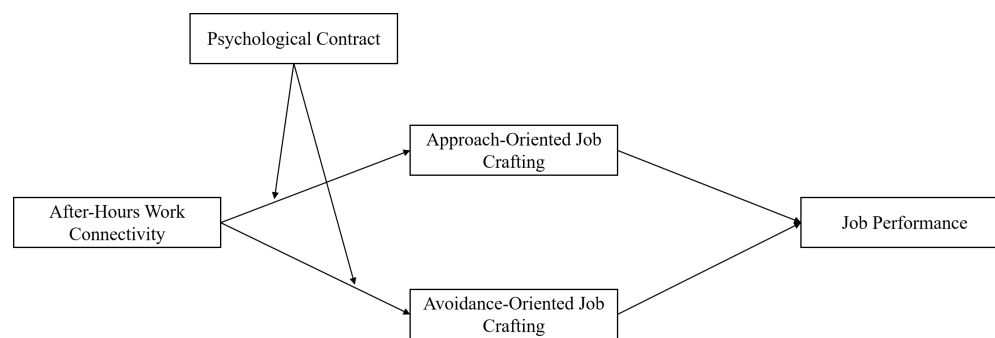 Psychological Contract
Approach-Oriented Job
Crafting
After-Hours Work
Connectivity
Job Performance
Avoidance-Oriented Job
Crafting